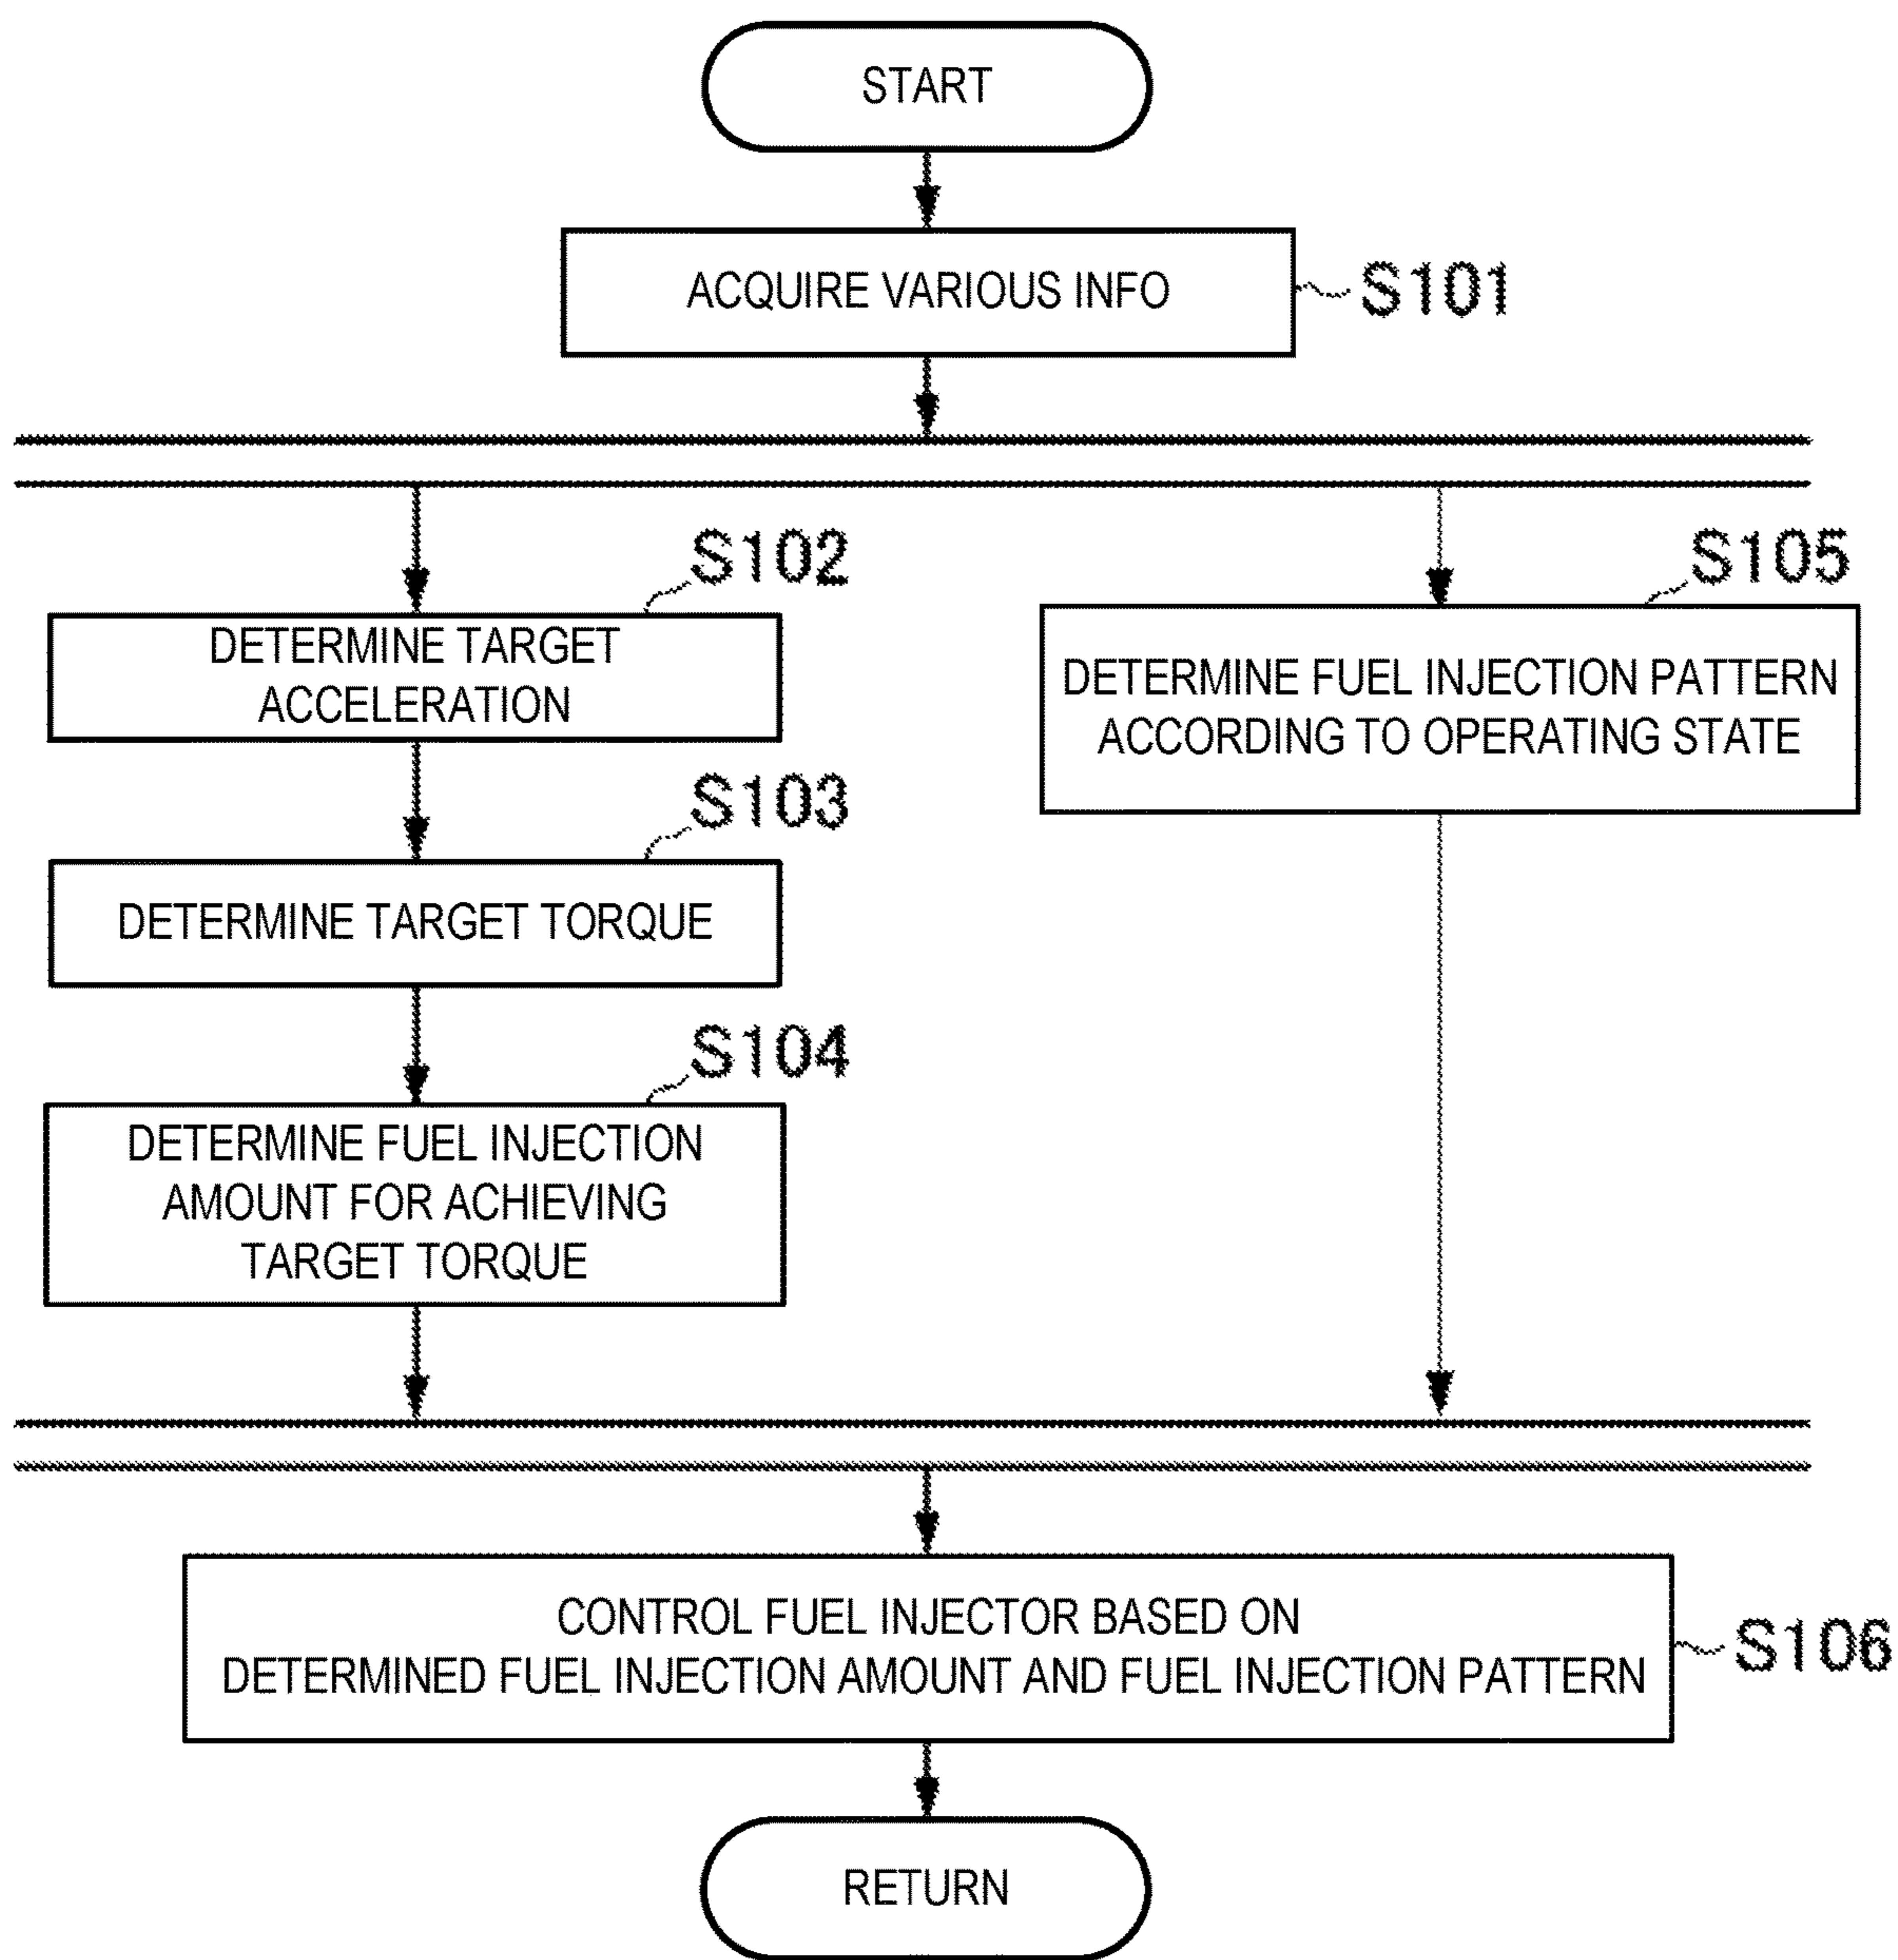 START
ACQUIRE VARIOUS INFO
S101
S102
DETERMINE TARGET
ACCELERATION
S103
DETERMINE TARGET TORQUE
S104
DETERMINE FUEL INJECTION
AMOUNT FOR ACHIEVING
TARGET TORQUE
S105
DETERMINE FUEL INJECTION PATTERN
ACCORDING TO OPERATING STATE
CONTROL FUEL INJECTOR BASED ON
DETERMINED FUEL INJECTION AMOUNT AND FUEL INJECTION PATTERN
S106
RETURN